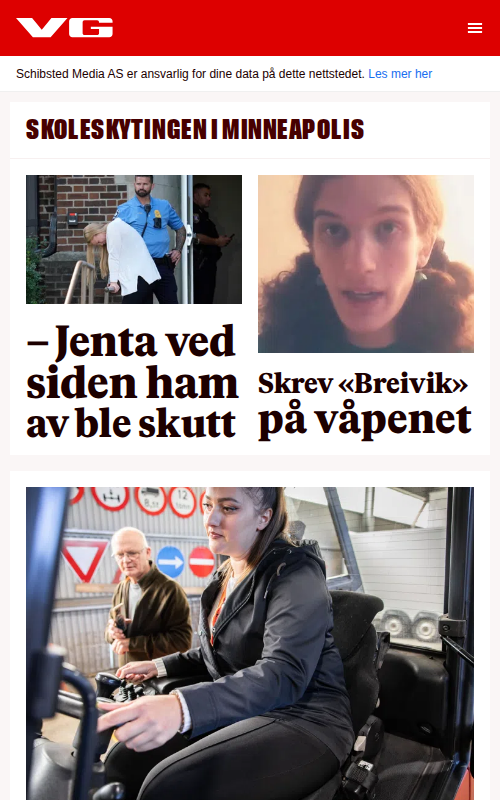 VG
Schibsted Media AS er ansvarlig for dine data på dette nettstedet. Les mer her
SKOLESKYTINGEN I MINNEAPOLIS
– Jenta ved
siden ham
av ble skutt
Skrev «Breivik»
på våpenet
12